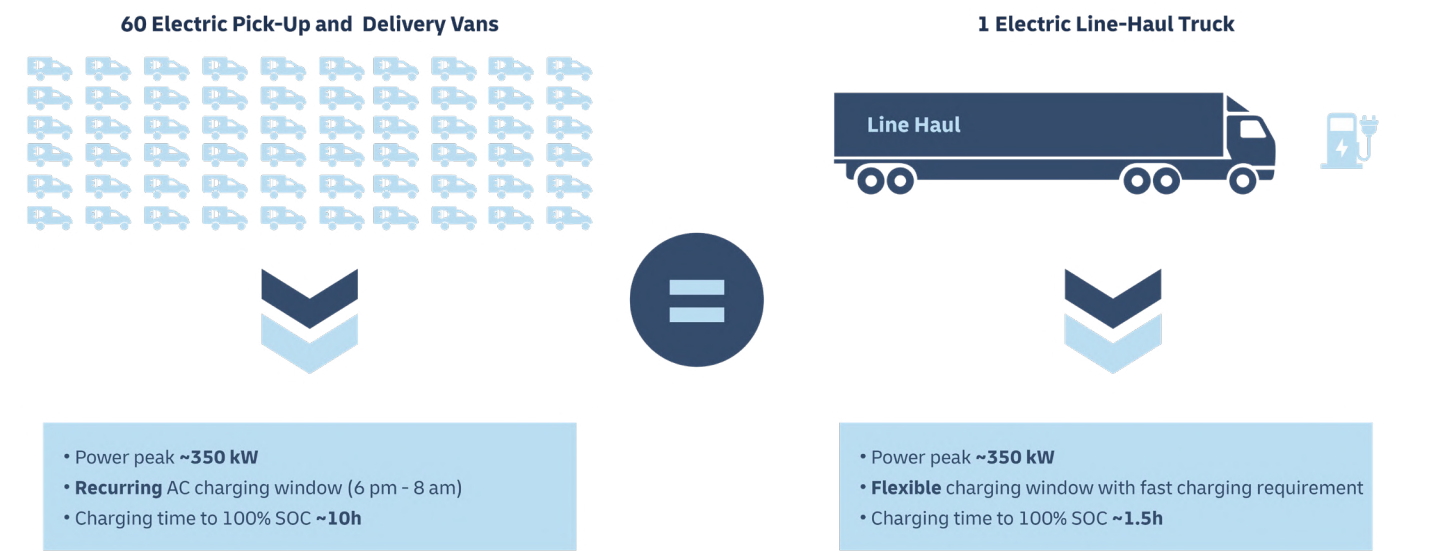 60 Electric Pick-Up and Delivery Vans
1 Electric Line-Haul Truck
Line Haul
• Power peak ~350 kW
• Recurring AC charging window (6 pm - 8 am)
• Charging time to 100% SOC ~10h
• Power peak ~350 kW
• Flexible charging window with fast charging requirement
• Charging time to 100% SOC ~1.5h